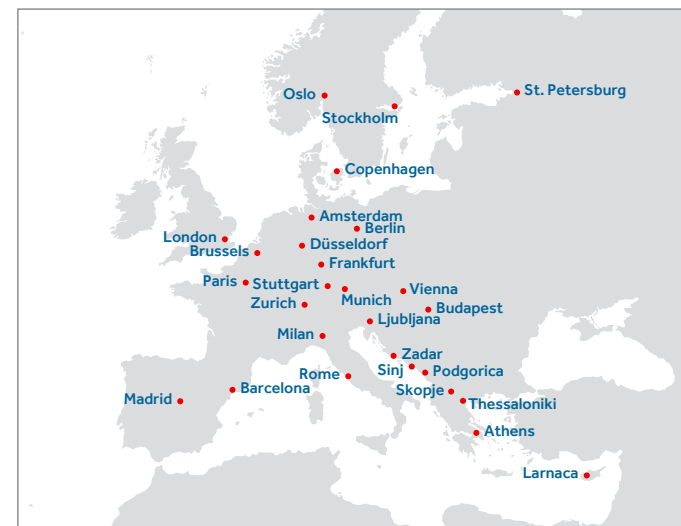 Oslo
St. Petersburg
Stockholm
Copenhagen
Amsterdam
Berlin
London
Düsseldorf
Brussels
Frankfurt
Paris
Stuttgart
Munich
Vienna
Zurich
Budapest
Ljubljana
Milan
Zadar
Sinj
Podgorica
Rome
Barcelona
Skopje
Madrid
Thessaloniki
Athens
Larnaca